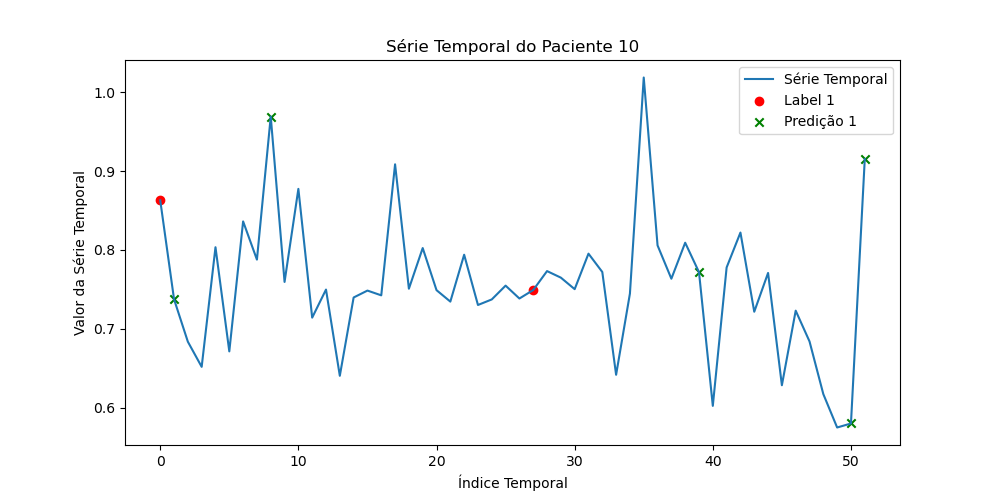 Série Temporal do Paciente 10
Série Temporal
Label 1
Predição 1
Valor da Série Temporal
1.0
0.9
0.8
0.7
0.6
0
10
20
30
40
50
Índice Temporal